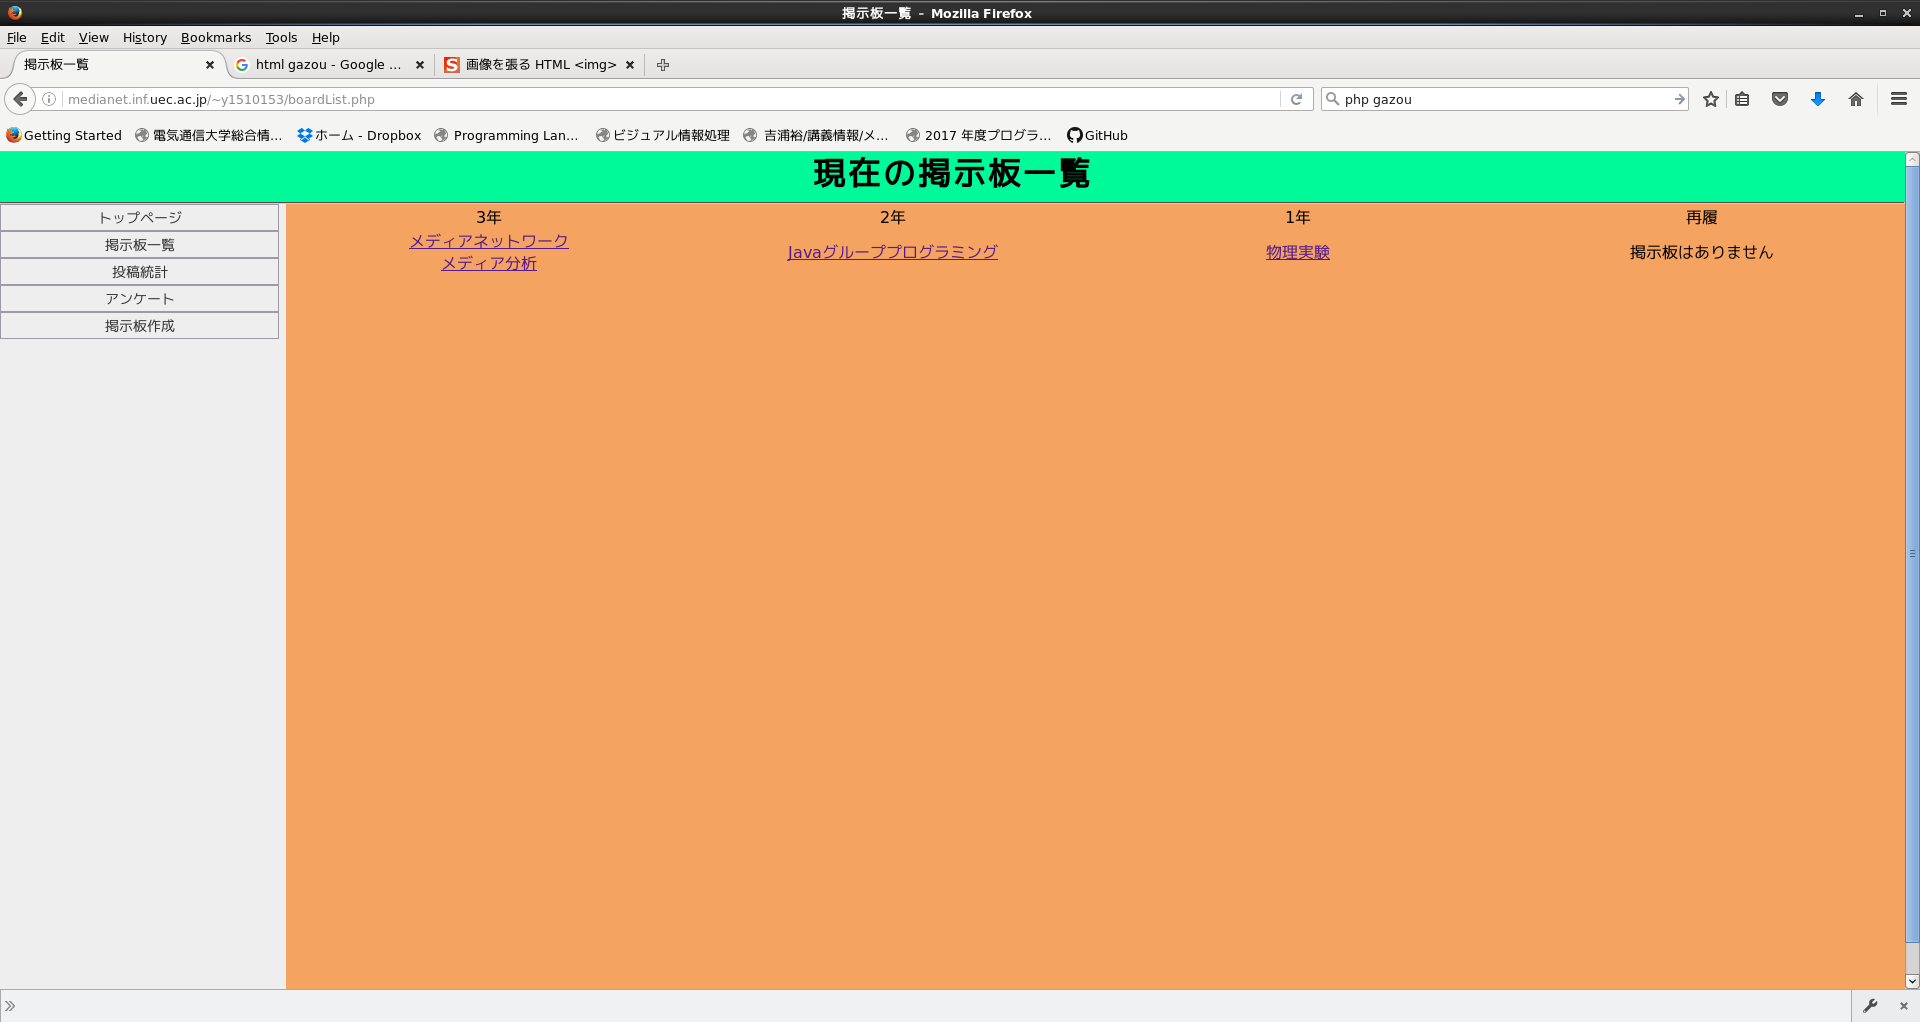 掲示板一覧 - Mozilla Firefox
File Edit View History Bookmarks Tools Help
掲示板一覧 html gazou - Google ... 画像を張る HTML <img>
medianet.inf.uec.ac.jp/~y1510153/boardList.php php gazou
Getting Started 電気通信大学総合情... ホーム - Dropbox Programming Lan... ビジュアル情報処理 吉浦裕/講義情報/メ... 2017 年度プログラ... GitHub
現在の掲示板一覧
トップページ
掲示板一覧
投稿統計
アンケート
掲示板作成
3年 2年 1年 再履
メディアネットワーク
メディア分析
Javaグループプログラミング
物理実験
掲示板はありません